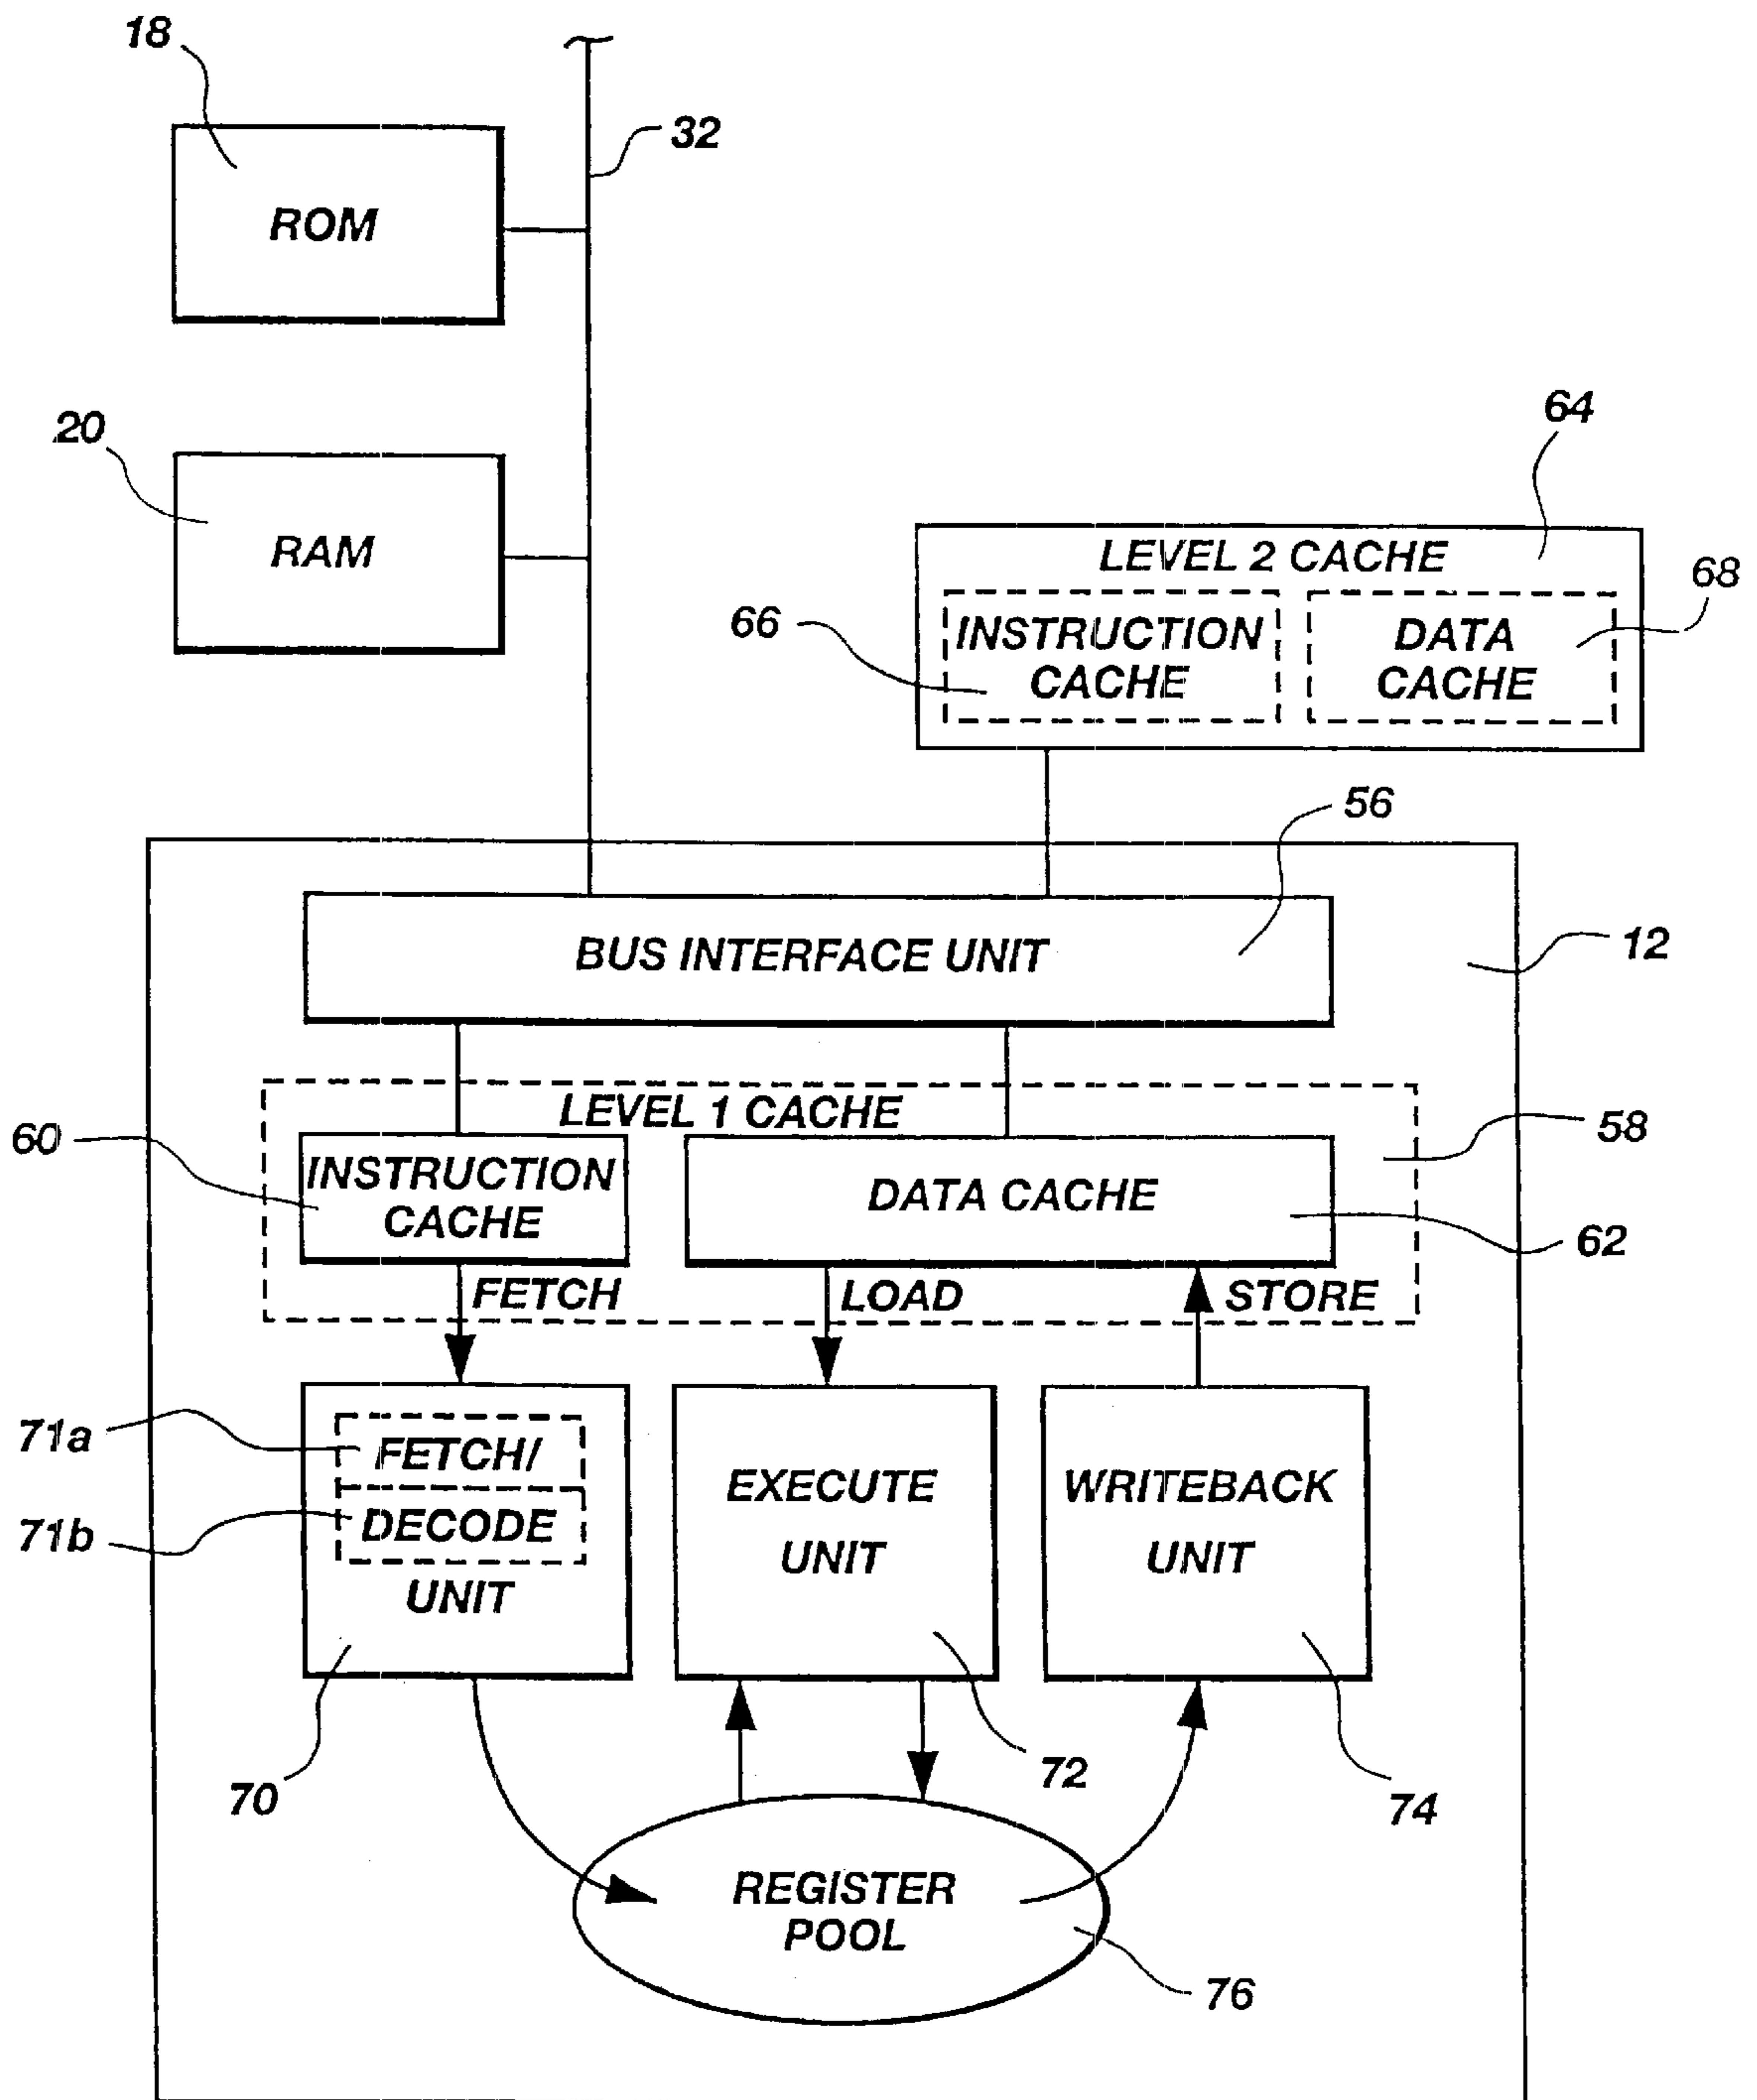 18
32
ROM
20
RAM
64
LEVEL 2 CACHE
68
66
INSTRUCTION
CACHE
DATA
CACHE
56
BUS INTERFACE UNIT
12
LEVEL 1 CACHE
58
60
INSTRUCTION
CACHE
DATA CACHE
62
FETCH
LOAD
STORE
71a
FETCH/
71b
DECODE
UNIT
EXECUTE
UNIT
WRITEBACK
UNIT
70
72
74
REGISTER
POOL
76